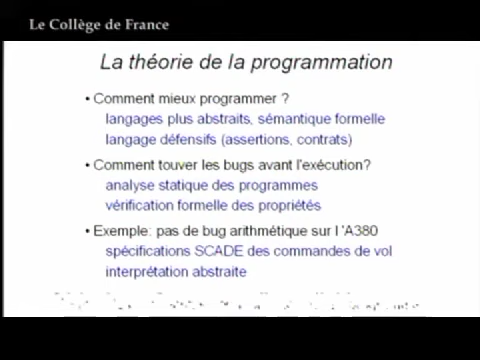 Le Collège de France
La théorie de la programmation
• Comment mieux programmer ?
langages plus abstraits, sémantique formelle
langage défensifs (assertions, contrats)
• Comment touver les bugs avant l'exécution?
analyse statique des programmes
vérification formelle des propriétés
• Exemple: pas de bug arithmétique sur l 'A380
spécifications SCADE des commandes de vol
interprétation abstraite